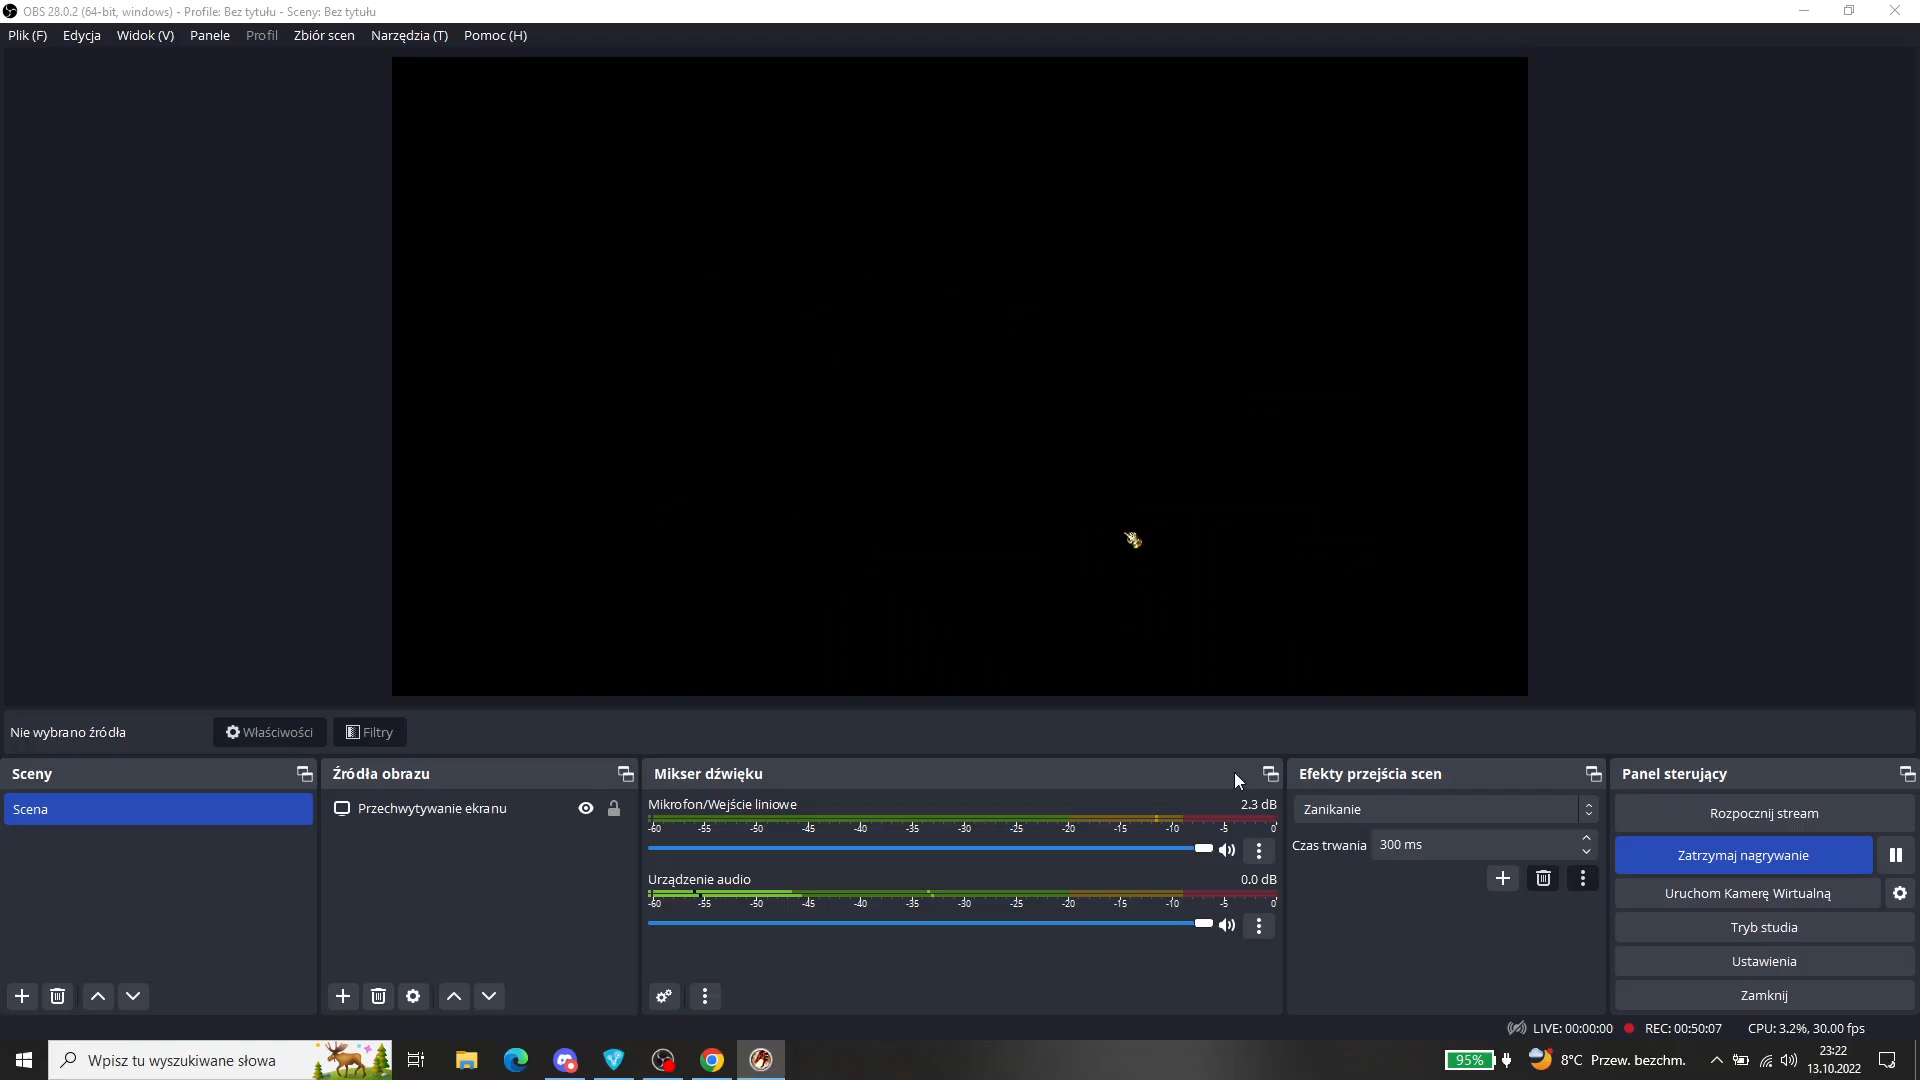 OBS 28.0.2 (64-bit, windows) - Profile: Bez tytułu - Sceny: Bez tytułu
Plik (F) Edycja Widok (V) Panele Profil Zbiór scen Narzędzia (T) Pomoc (H)
Nie wybrano źródła Właściwości Filtry
Sceny
Scena
Źródła obrazu
Przechwytywanie ekranu
Mikser dźwięku
Mikrofon/Wejście liniowe 2.3 dB
-60 -55 -50 -45 -40 -35 -30 -25 -20 -15 -10 -5 0
Urządzenie audio 0.0 dB
-60 -55 -50 -45 -40 -35 -30 -25 -20 -15 -10 -5 0
Efekty przejścia scen
Zanikanie
Czas trwania 300 ms
Panel sterujący
Rozpocznij stream
Zatrzymaj nagrywanie
Uruchom Kamerę Wirtualną
Tryb studia
Ustawienia
Zamknij
LIVE: 00:00:00 REC: 00:50:07 CPU: 3.2%, 30.00 fps
Wpisz tu wyszukiwane słowa
95% 8°C Przew. bezchm.
23:22
13.10.2022